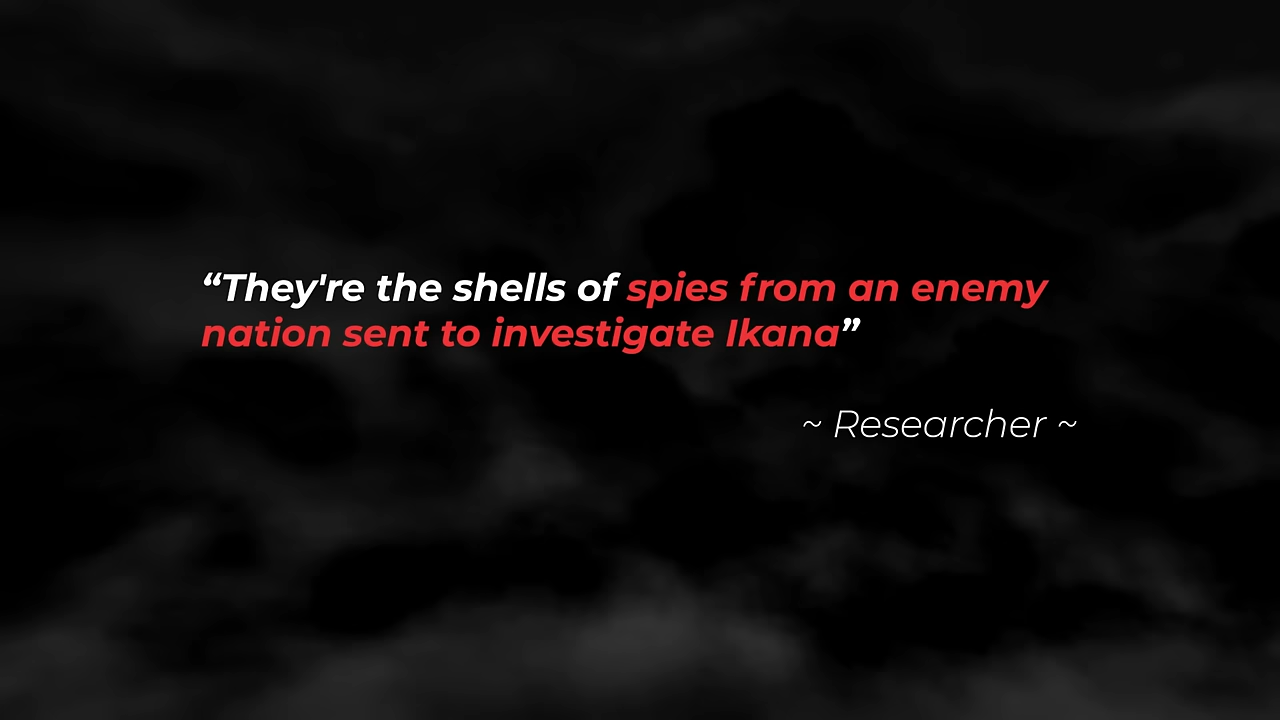 “They're the shells of spies from an enemy
nation sent to investigate Ikana”
~ Researcher ~